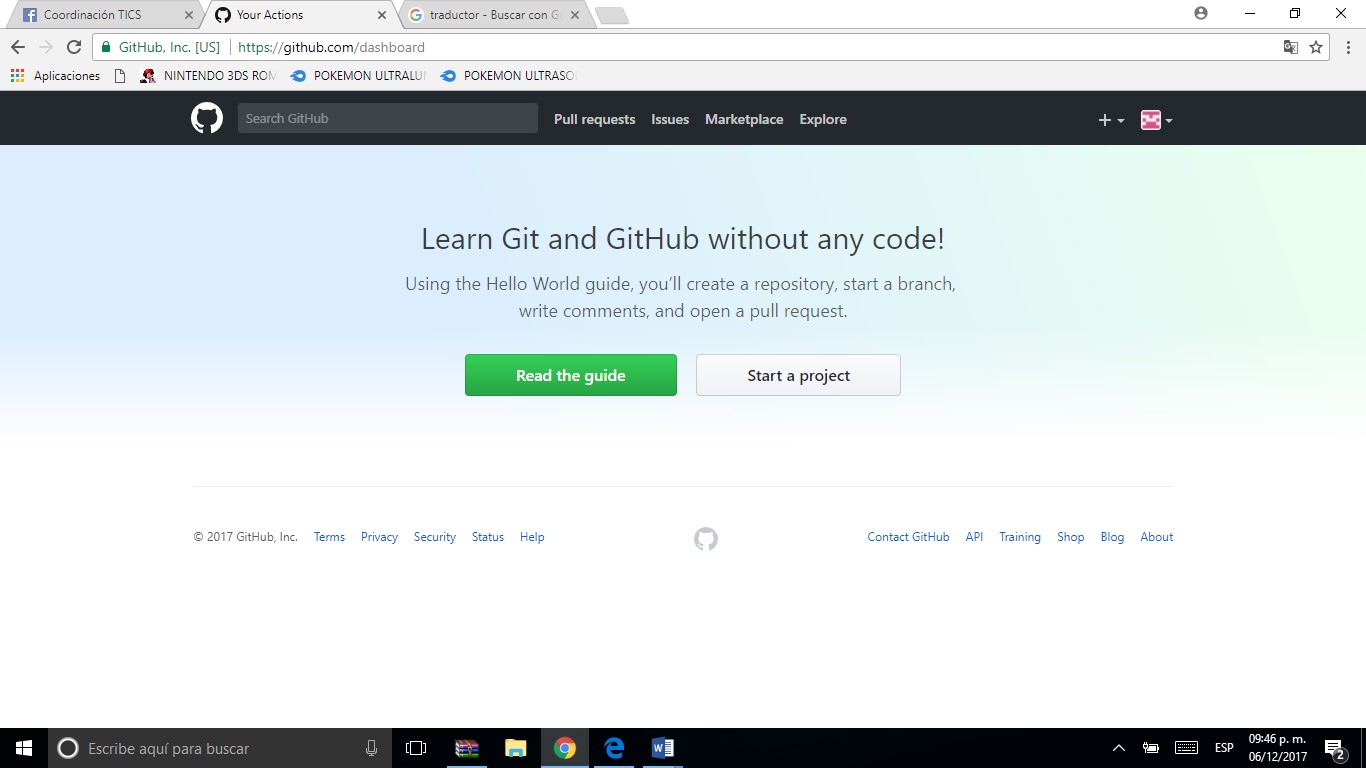 Coordinación TICS
Your Actions
traductor - Buscar con G
GitHub, Inc. [US]
https://github.com/dashboard
Aplicaciones
NINTENDO 3DS ROM
POKEMON ULTRALU
POKEMON ULTRASO
Search GitHub
Pull requests Issues Marketplace Explore
Learn Git and GitHub without any code!
Using the Hello World guide, you’ll create a repository, start a branch,
write comments, and open a pull request.
Read the guide
Start a project
© 2017 GitHub, Inc. Terms Privacy Security Status Help
Contact GitHub API Training Shop Blog About
Escribe aquí para buscar
ESP
09:46 p. m.
06/12/2017
2